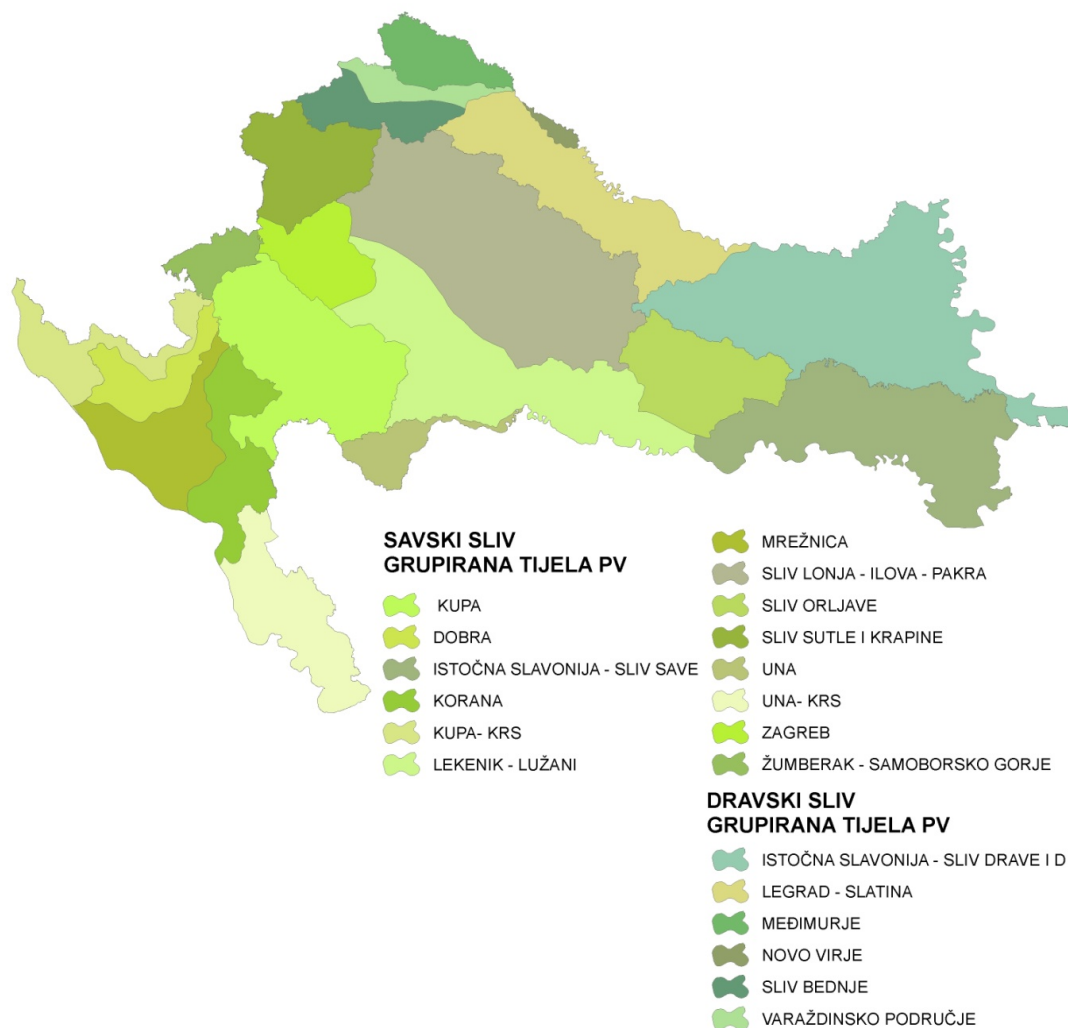 SAVSKI SLIV
GRUPIRANA TIJELA PV
KUPA
DOBRA
ISTOČNA SLAVONIJA - SLIV SAVE
KORANA
KUPA- KRS
LEKENIK - LUŽANI
MREŽNICA
SLIV LONJA - ILOVA - PAKRA
SLIV ORLJAVE
SLIV SUTLE I KRAPINE
UNA
UNA- KRS
ZAGREB
ŽUMBERAK - SAMOBORSKO GORJE
DRAVSKI SLIV
GRUPIRANA TIJELA PV
ISTOČNA SLAVONIJA - SLIV DRAVE I D
LEGRAD - SLATINA
MEĐIMURJE
NOVO VIRJE
SLIV BEDNJE
VARAŽDINSKO PODRUČJE